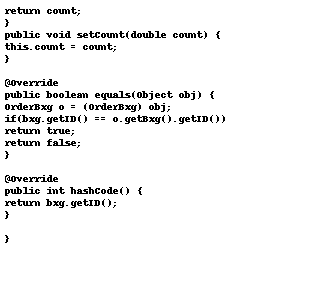 return count;
}
public void setCount(double count) {
this.count = count;
}
@Override
public boolean equals(Object obj) {
OrderBxg o = (OrderBxg) obj;
if(bxg.getID() == o.getBxg().getID())
return true;
return false;
}
@Override
public int hashCode() {
return bxg.getID();
}
}